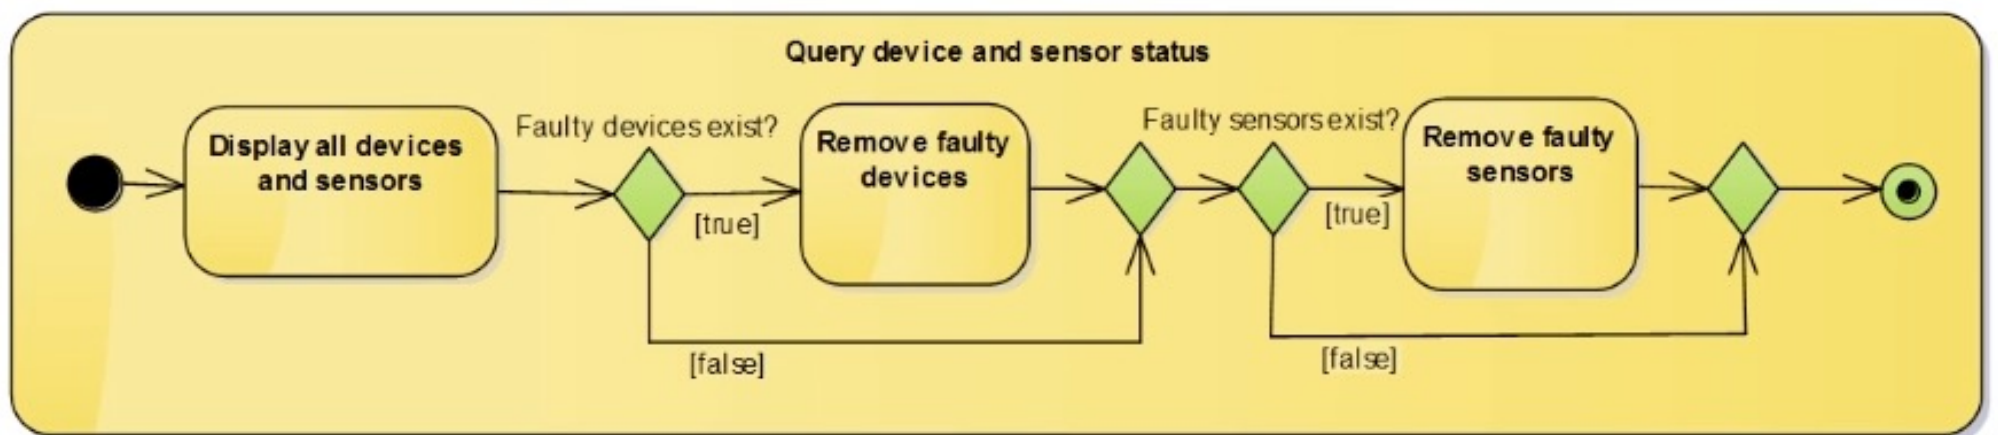 Query device and sensor status
Display all devices
and sensors
Faulty devices exist?
[true]
[false]
Remove faulty
devices
Faulty sensors exist?
[true]
[false]
Remove faulty
sensors